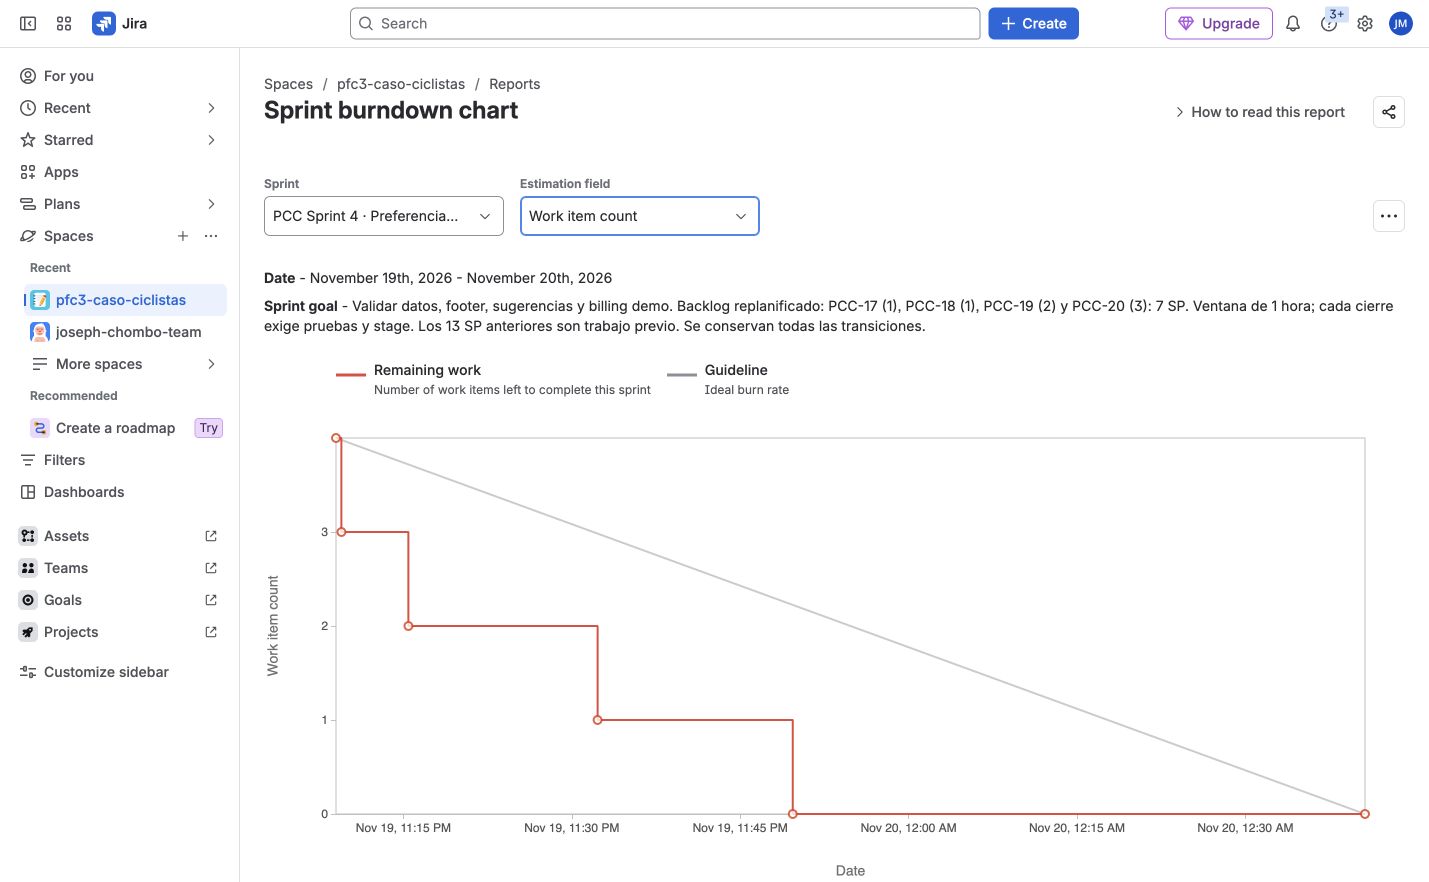 Jira
Search
Create
Upgrade
3+
JM
For you
Recent
Starred
Apps
Plans
Spaces
Recent
pfc3-caso-ciclistas
joseph-chombo-team
More spaces
Recommended
Create a roadmap Try
Filters
Dashboards
Assets
Teams
Goals
Projects
Customize sidebar
Spaces / pfc3-caso-ciclistas / Reports
Sprint burndown chart
How to read this report
Sprint
PCC Sprint 4 · Preferencia...
Estimation field
Work item count
Date - November 19th, 2026 - November 20th, 2026
Sprint goal - Validar datos, footer, sugerencias y billing demo. Backlog replanificado: PCC-17 (1), PCC-18 (1), PCC-19 (2) y PCC-20 (3): 7 SP. Ventana de 1 hora; cada cierre
exige pruebas y stage. Los 13 SP anteriores son trabajo previo. Se conservan todas las transiciones.
Remaining work
Number of work items left to complete this sprint
Guideline
Ideal burn rate
Work item count
3
2
1
0
Nov 19, 11:15 PM
Nov 19, 11:30 PM
Nov 19, 11:45 PM
Nov 20, 12:00 AM
Nov 20, 12:15 AM
Nov 20, 12:30 AM
Date